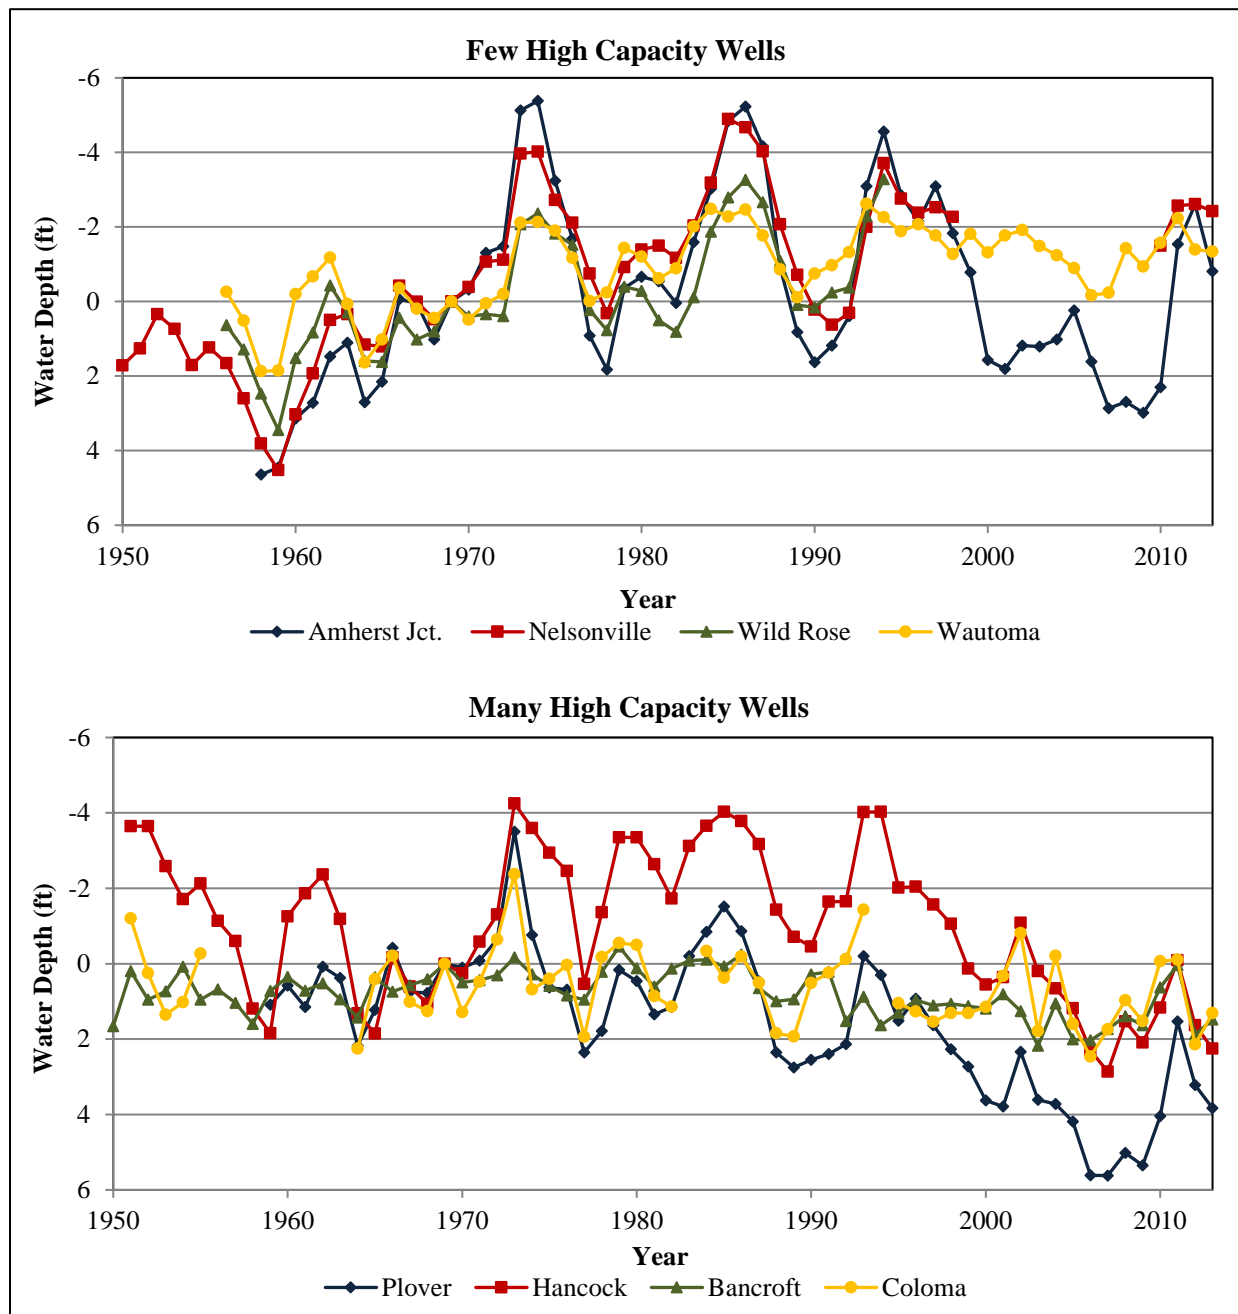 Few High Capacity Wells
-6
-4
-2
0
2
4
6
Water Depth (ft)
1950 1960 1970 1980 1990 2000 2010
Year
Amherst Jct. Nelsonville Wild Rose Wautoma
Many High Capacity Wells
-6
-4
-2
0
2
4
6
Water Depth (ft)
1950 1960 1970 1980 1990 2000 2010
Year
Plover Hancock Bancroft Coloma